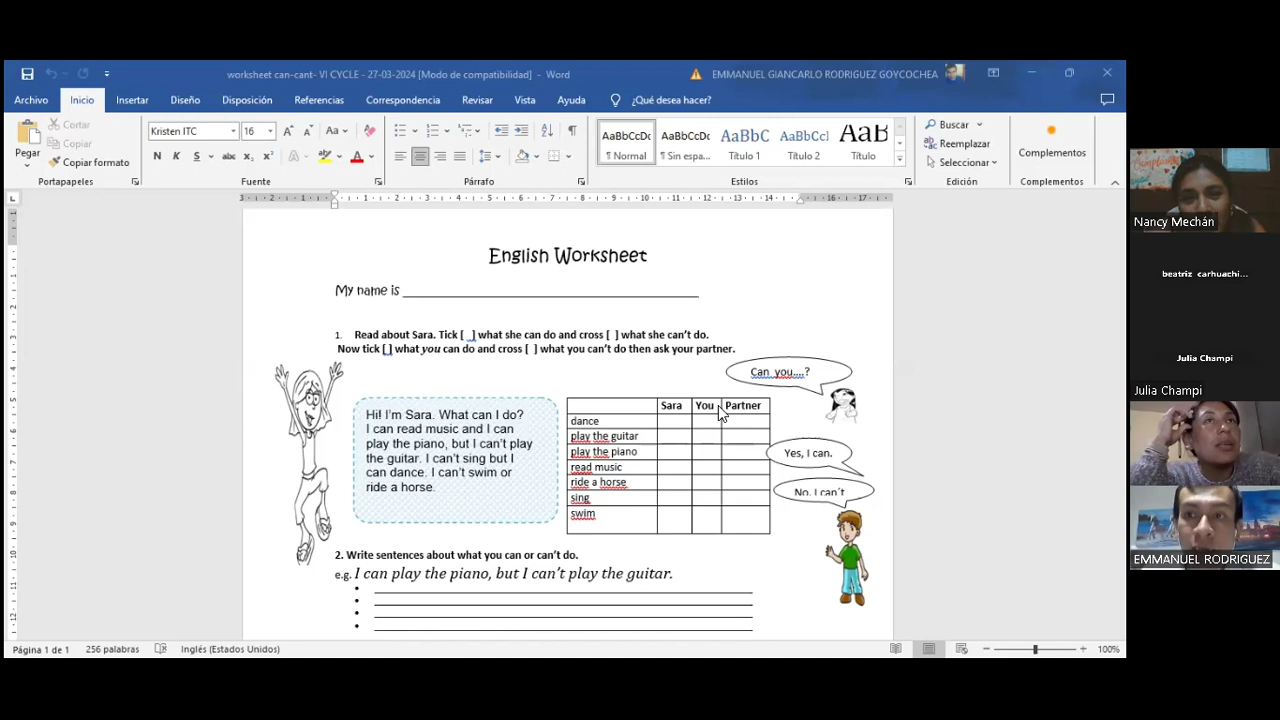 worksheet can-cant- VI CYCLE - 27-03-2024 [Modo de compatibilidad] - Word
EMMANUEL GIANCARLO RODRIGUEZ GOYCOCHEA
Archivo Inicio Insertar Diseño Disposición Referencias Correspondencia Revisar Vista Ayuda ¿Qué desea hacer?
Pegar
Cortar
Copiar
Copiar formato
Kristen ITC 16
N K S abc x₂ x²
AaBbCcDc AaBbCcDc AaBbC AaBbCcI AaB
¶ Normal ¶ Sin espa... Título 1 Título 2 Título
Buscar
Reemplazar
Seleccionar
Complementos
Portapapeles Fuente Párrafo Estilos Edición Complementos
English Worksheet
My name is
1. Read about Sara. Tick [ ] what she can do and cross [ ] what she can't do.
Now tick [ ] what you can do and cross [ ] what you can't do then ask your partner.
Can you....?
Hi! I'm Sara. What can I do?
I can read music and I can
play the piano, but I can't play
the guitar. I can't sing but I
can dance. I can't swim or
ride a horse.
Sara You Partner
dance
play the guitar
play the piano
read music
ride a horse
sing
swim
Yes, I can.
No, I can´t
2. Write sentences about what you can or can't do.
e.g. I can play the piano, but I can't play the guitar.
Página 1 de 1 256 palabras Inglés (Estados Unidos) 100%
Nancy Mechán
beatriz carhuachi...
Julia Champi
Julia Champi
EMMANUEL RODRIGUEZ